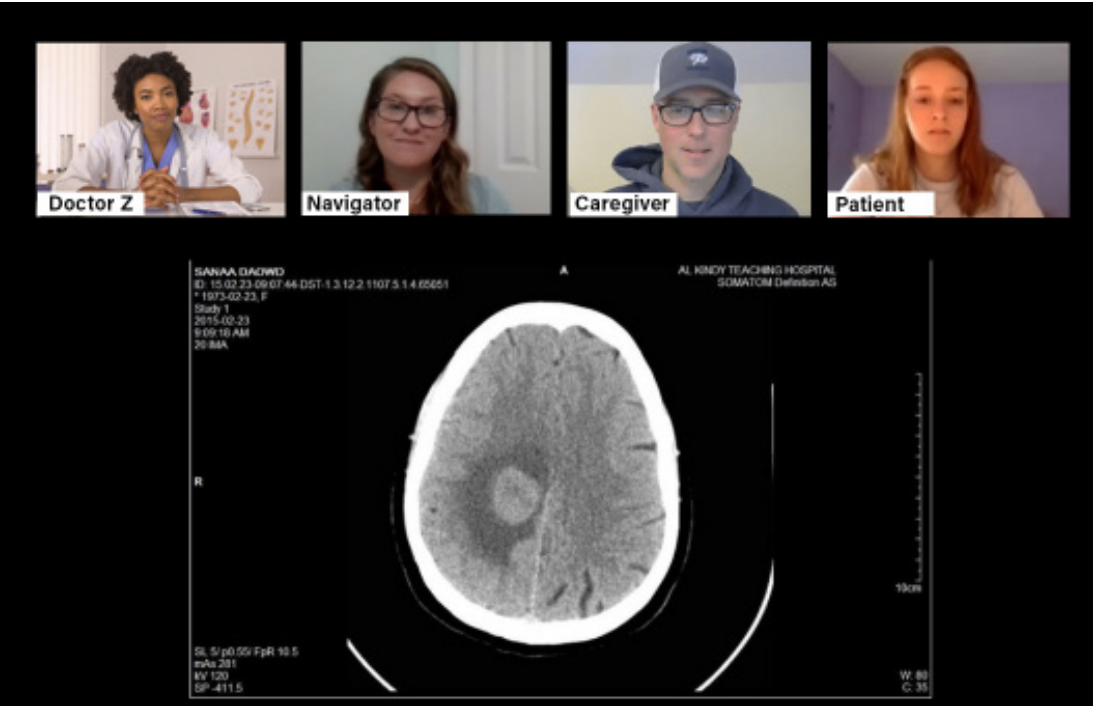 Doctor Z
Navigator
Caregiver
Patient
SANAA DAOWD
ID: 15.02.23-09:07:44-DST-1.3.12.2.1107.5.1.4.65051
* 1973-02-23, F
Study 1
2015-02-23
9:09:18 AM
20 IMA
A
AL KINDY TEACHING HOSPITAL
SOMATOM Definition AS
R
10cm
SL 5/ p0.55/ FpR 10.5
mAs 281
kV 120
SP -411.5
W: 80
C: 35